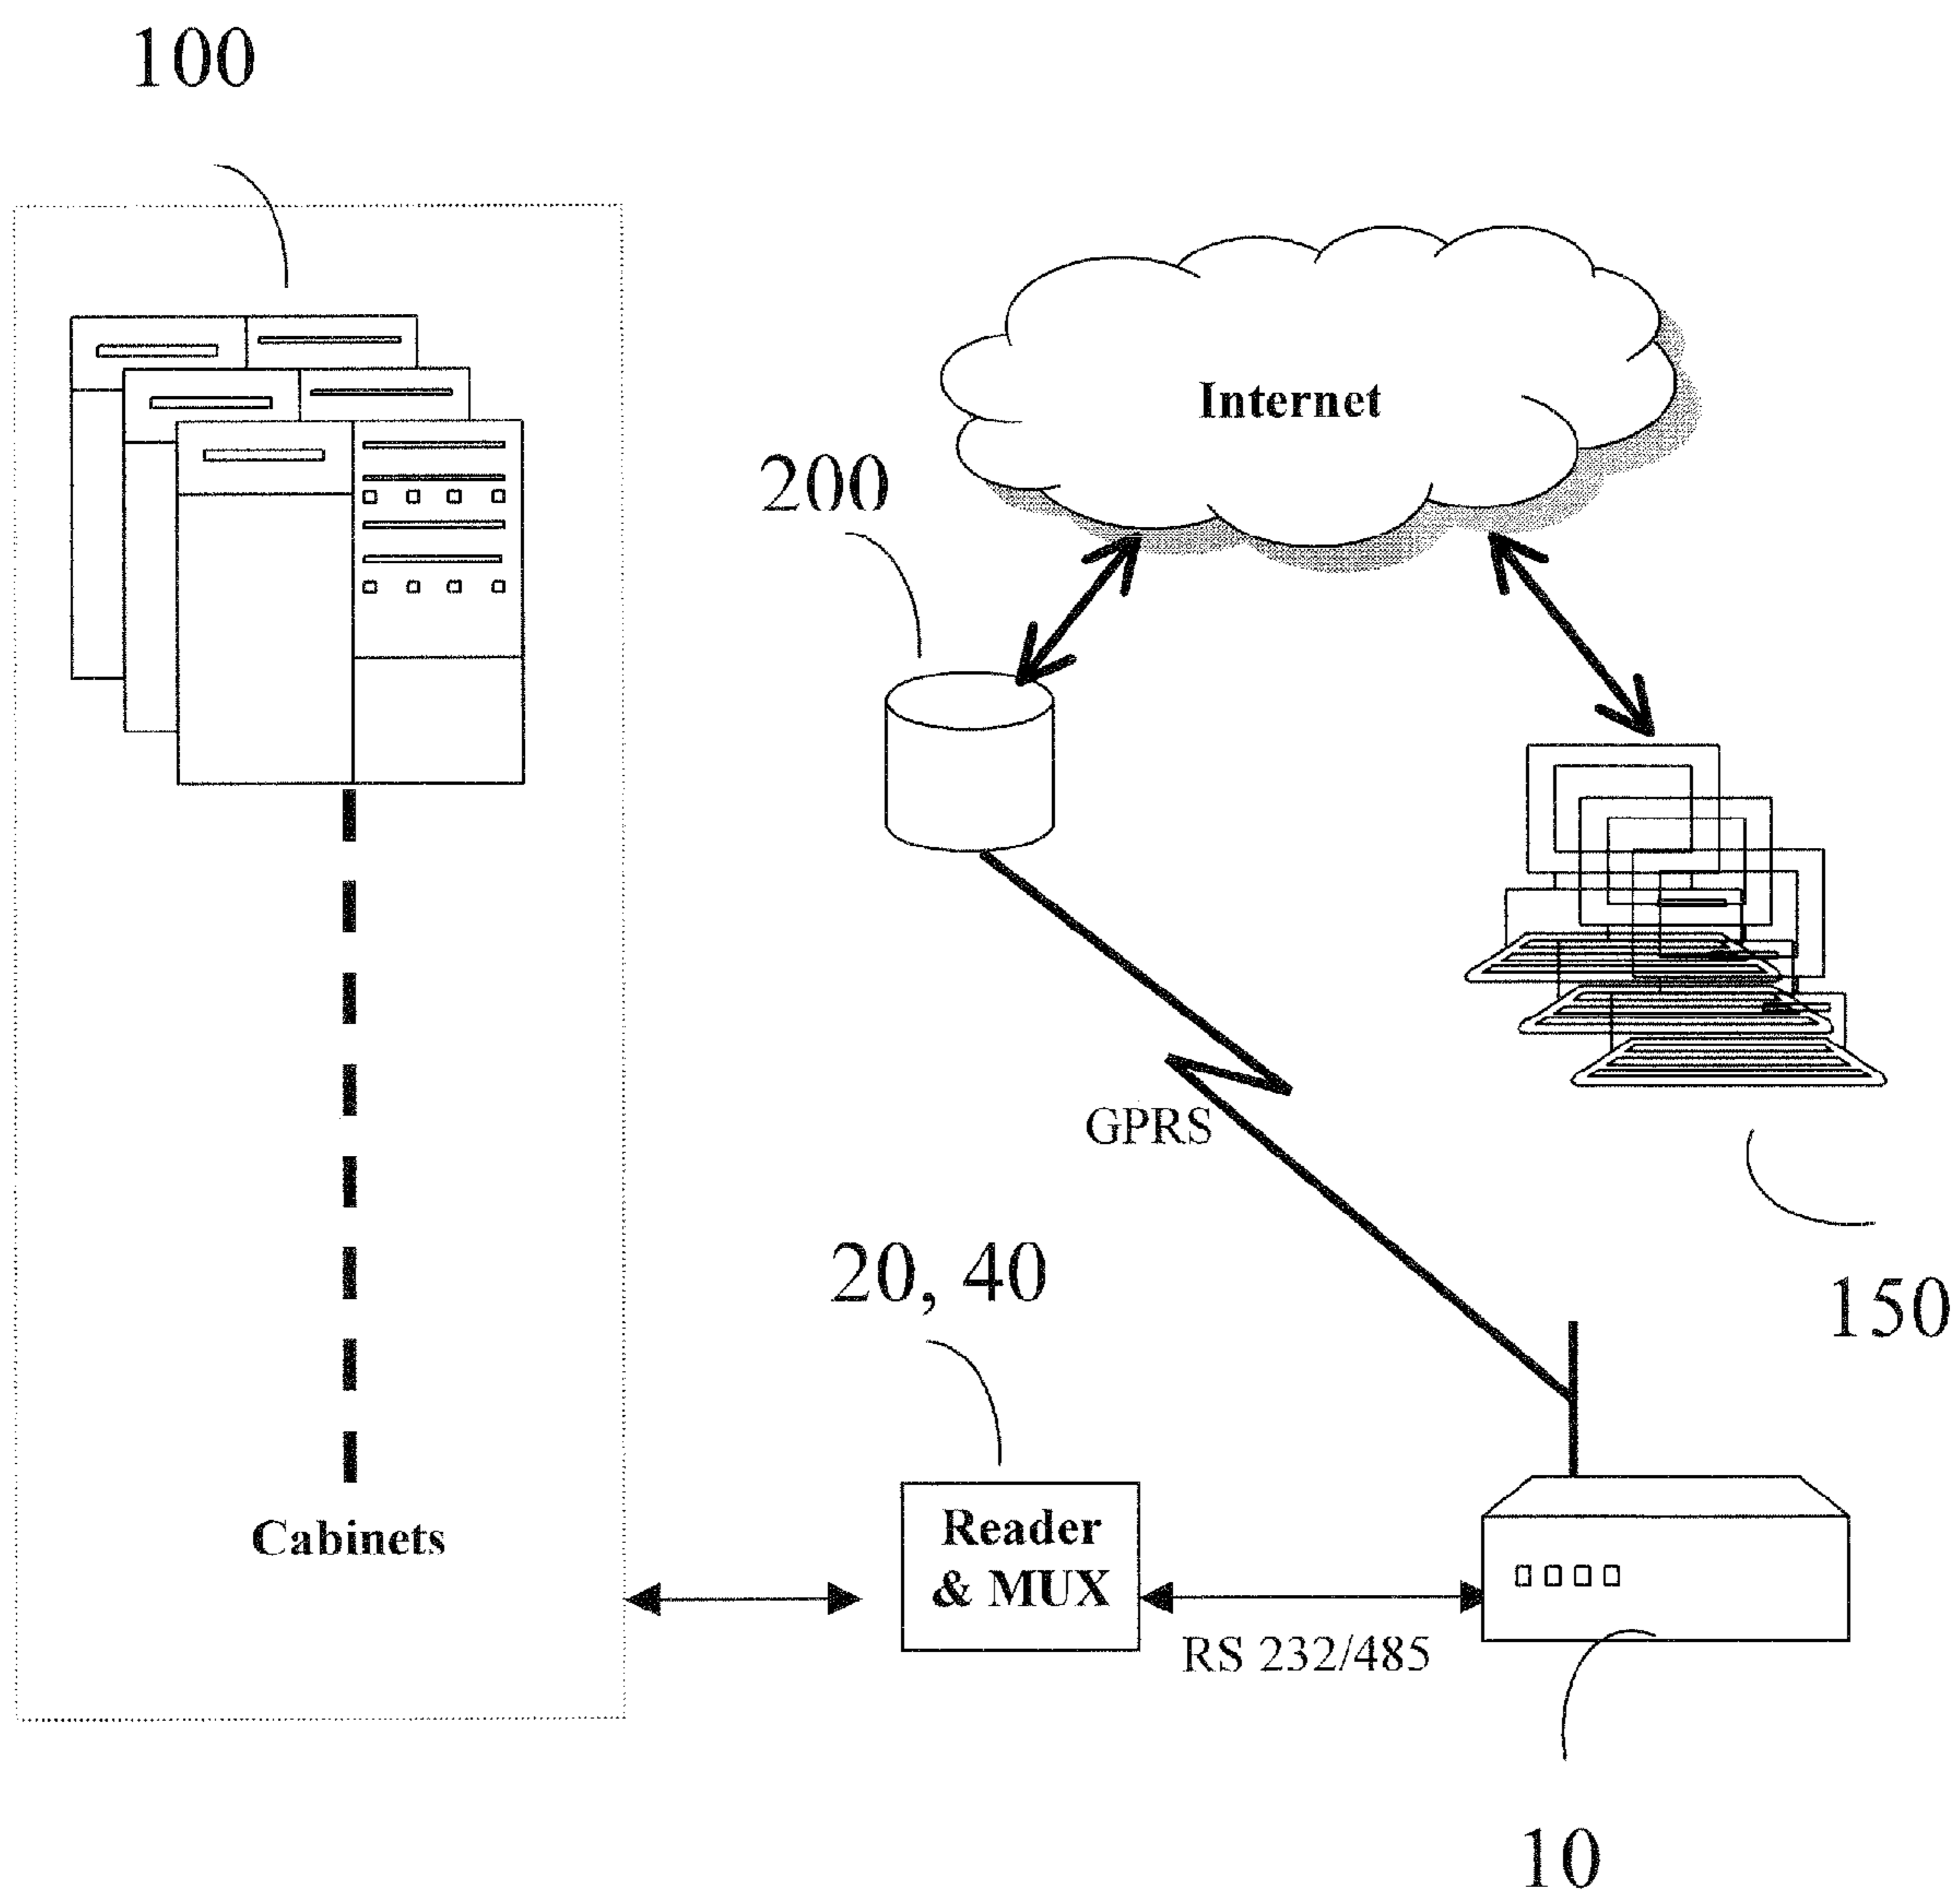 100
Internet
200
GPRS
20, 40
150
Cabinets
Reader
& MUX
RS 232/485
10